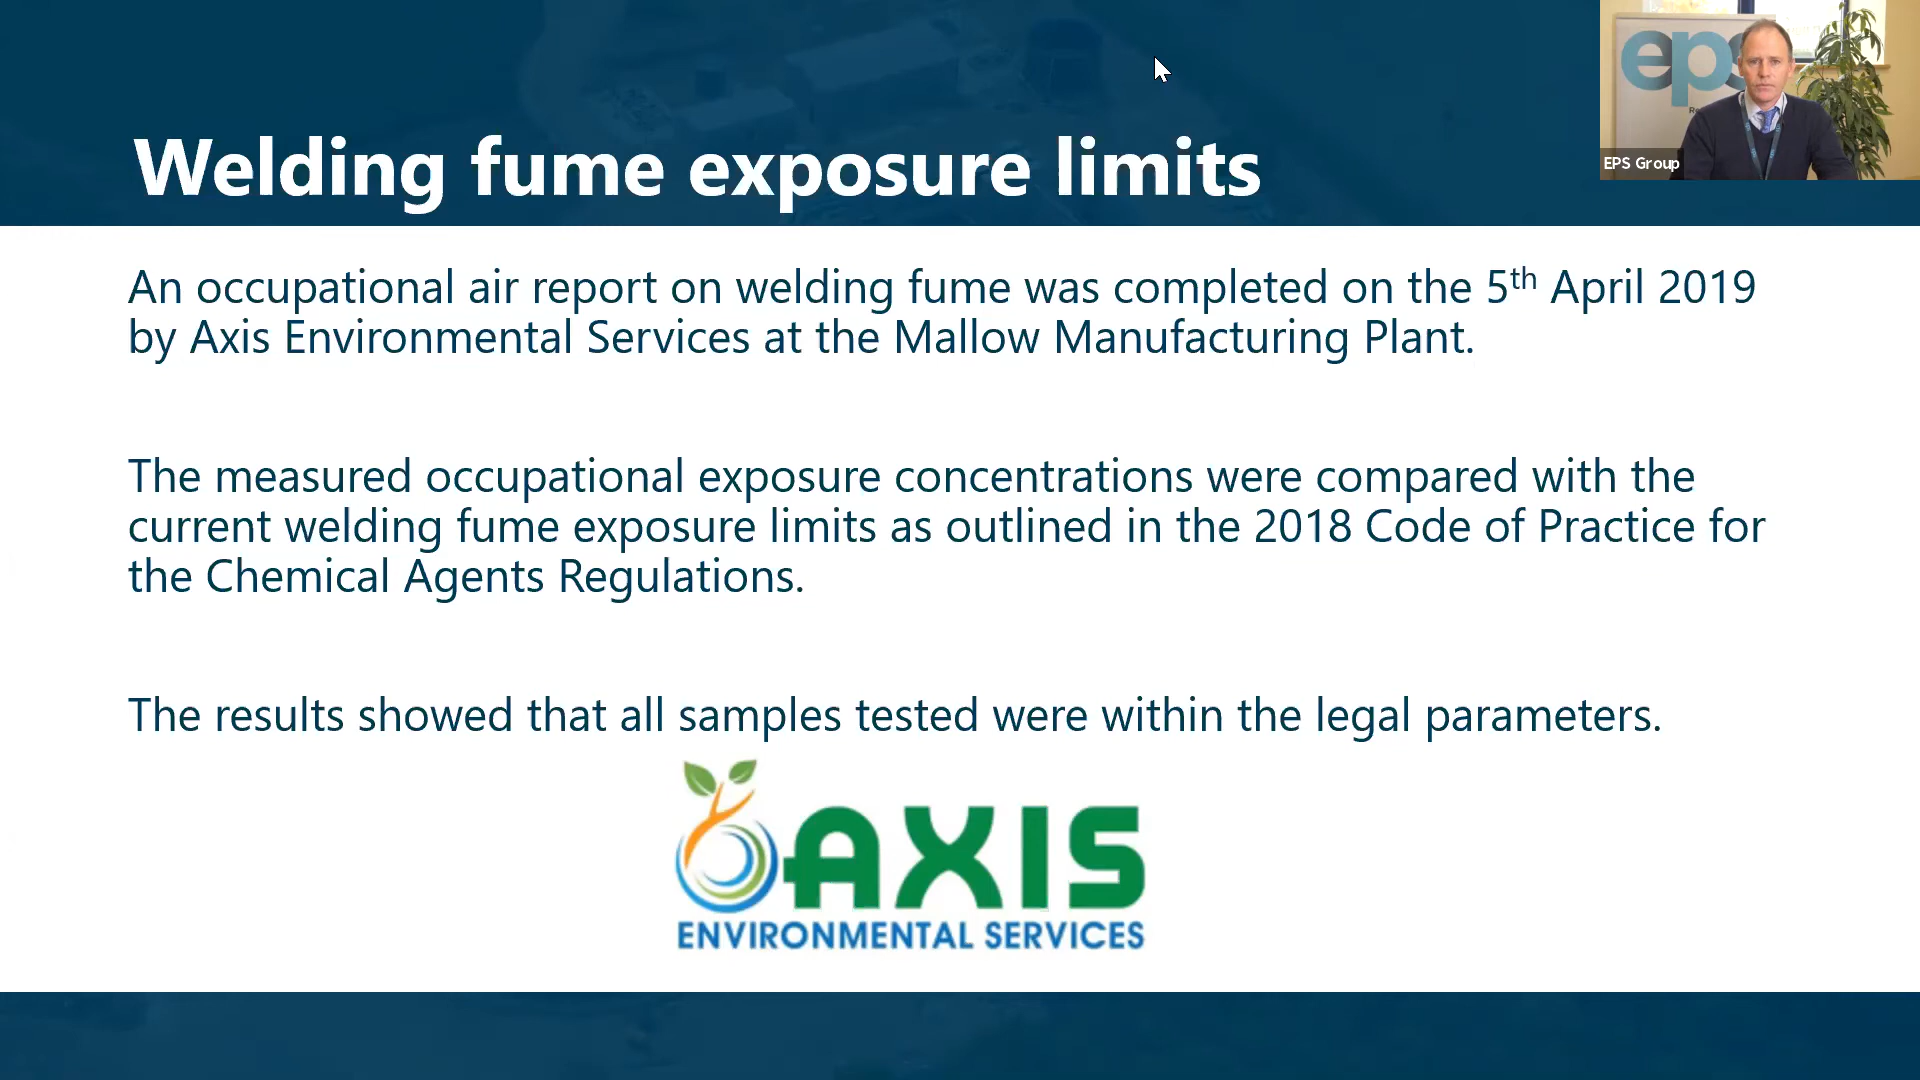 Welding fume exposure limits
eps
EPS Group
An occupational air report on welding fume was completed on the 5th April 2019
by Axis Environmental Services at the Mallow Manufacturing Plant.
The measured occupational exposure concentrations were compared with the
current welding fume exposure limits as outlined in the 2018 Code of Practice for
the Chemical Agents Regulations.
The results showed that all samples tested were within the legal parameters.
AXIS
ENVIRONMENTAL SERVICES